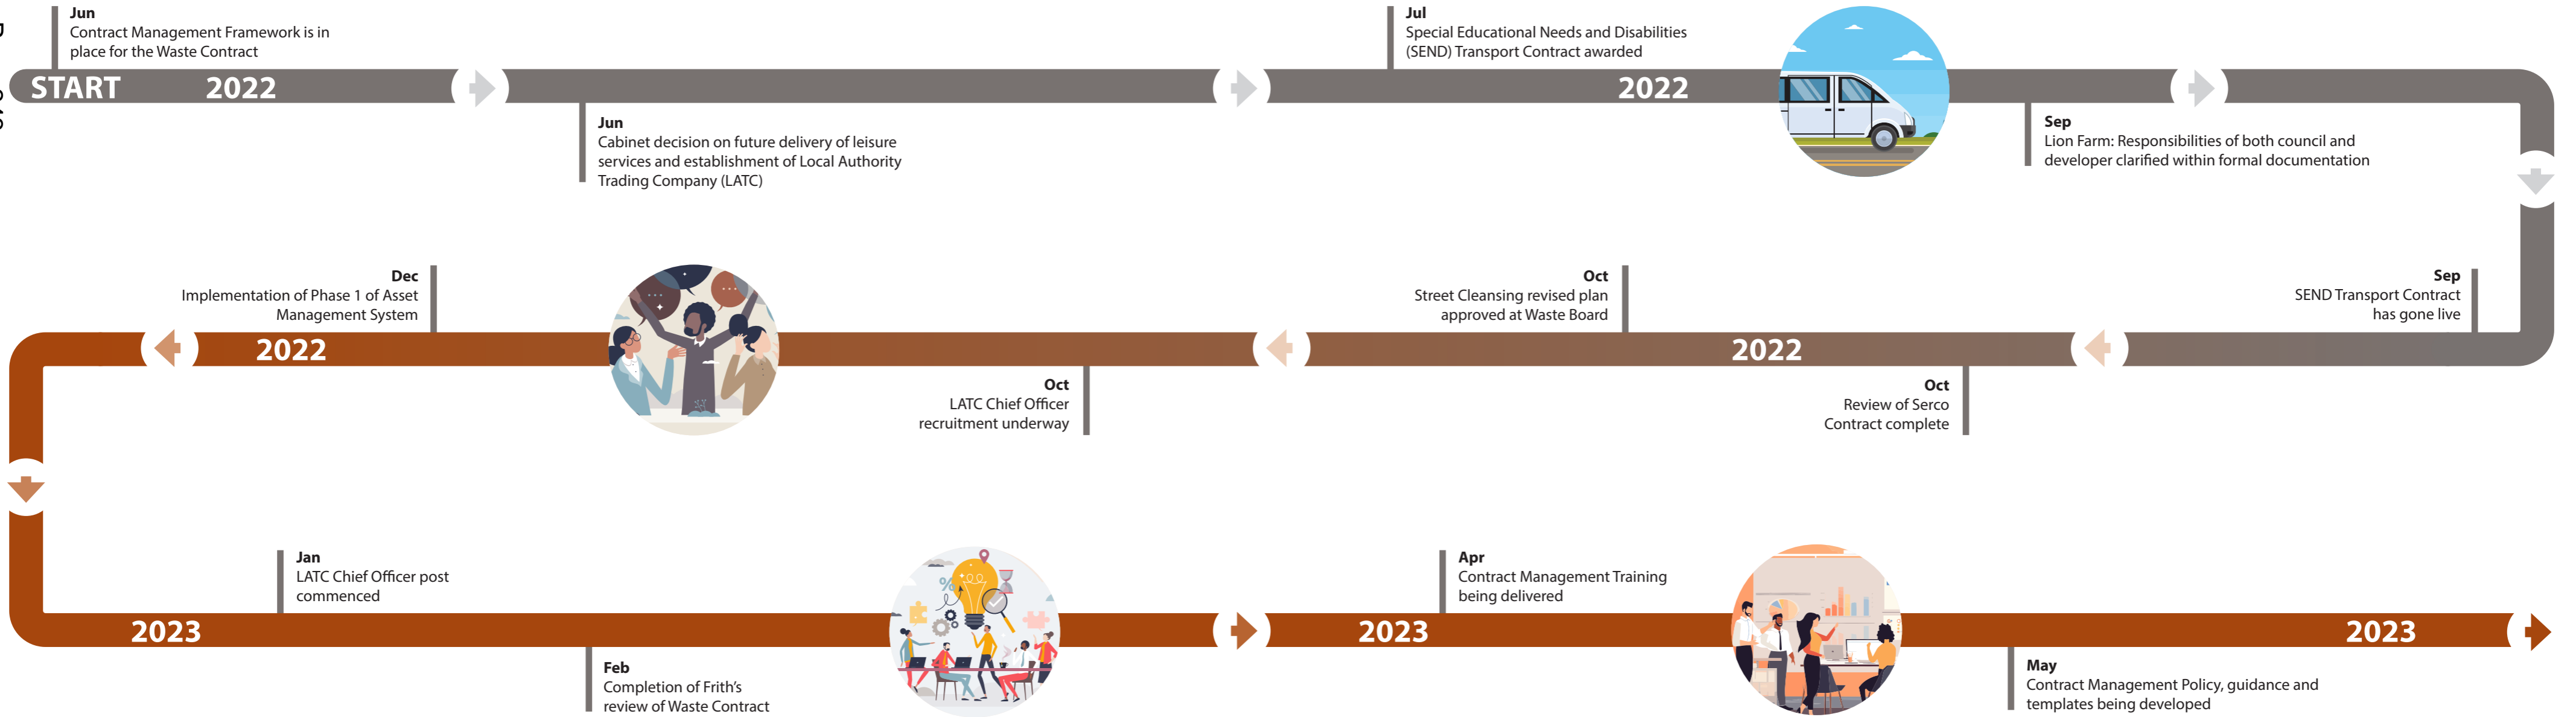 Jun
Contract Management Framework is in
place for the Waste Contract
START 2022
Jun
Cabinet decision on future delivery of leisure
services and establishment of Local Authority
Trading Company (LATC)
Jul
Special Educational Needs and Disabilities
(SEND) Transport Contract awarded
2022
Sep
Lion Farm: Responsibilities of both council and
developer clarified within formal documentation
Sep
SEND Transport Contract
has gone live
Oct
Review of Serco
Contract complete
2022
Oct
Street Cleansing revised plan
approved at Waste Board
Oct
LATC Chief Officer
recruitment underway
Dec
Implementation of Phase 1 of Asset
Management System
2022
2023
Jan
LATC Chief Officer post
commenced
Feb
Completion of Frith's
review of Waste Contract
%
2023
Apr
Contract Management Training
being delivered
May
Contract Management Policy, guidance and
templates being developed
2023